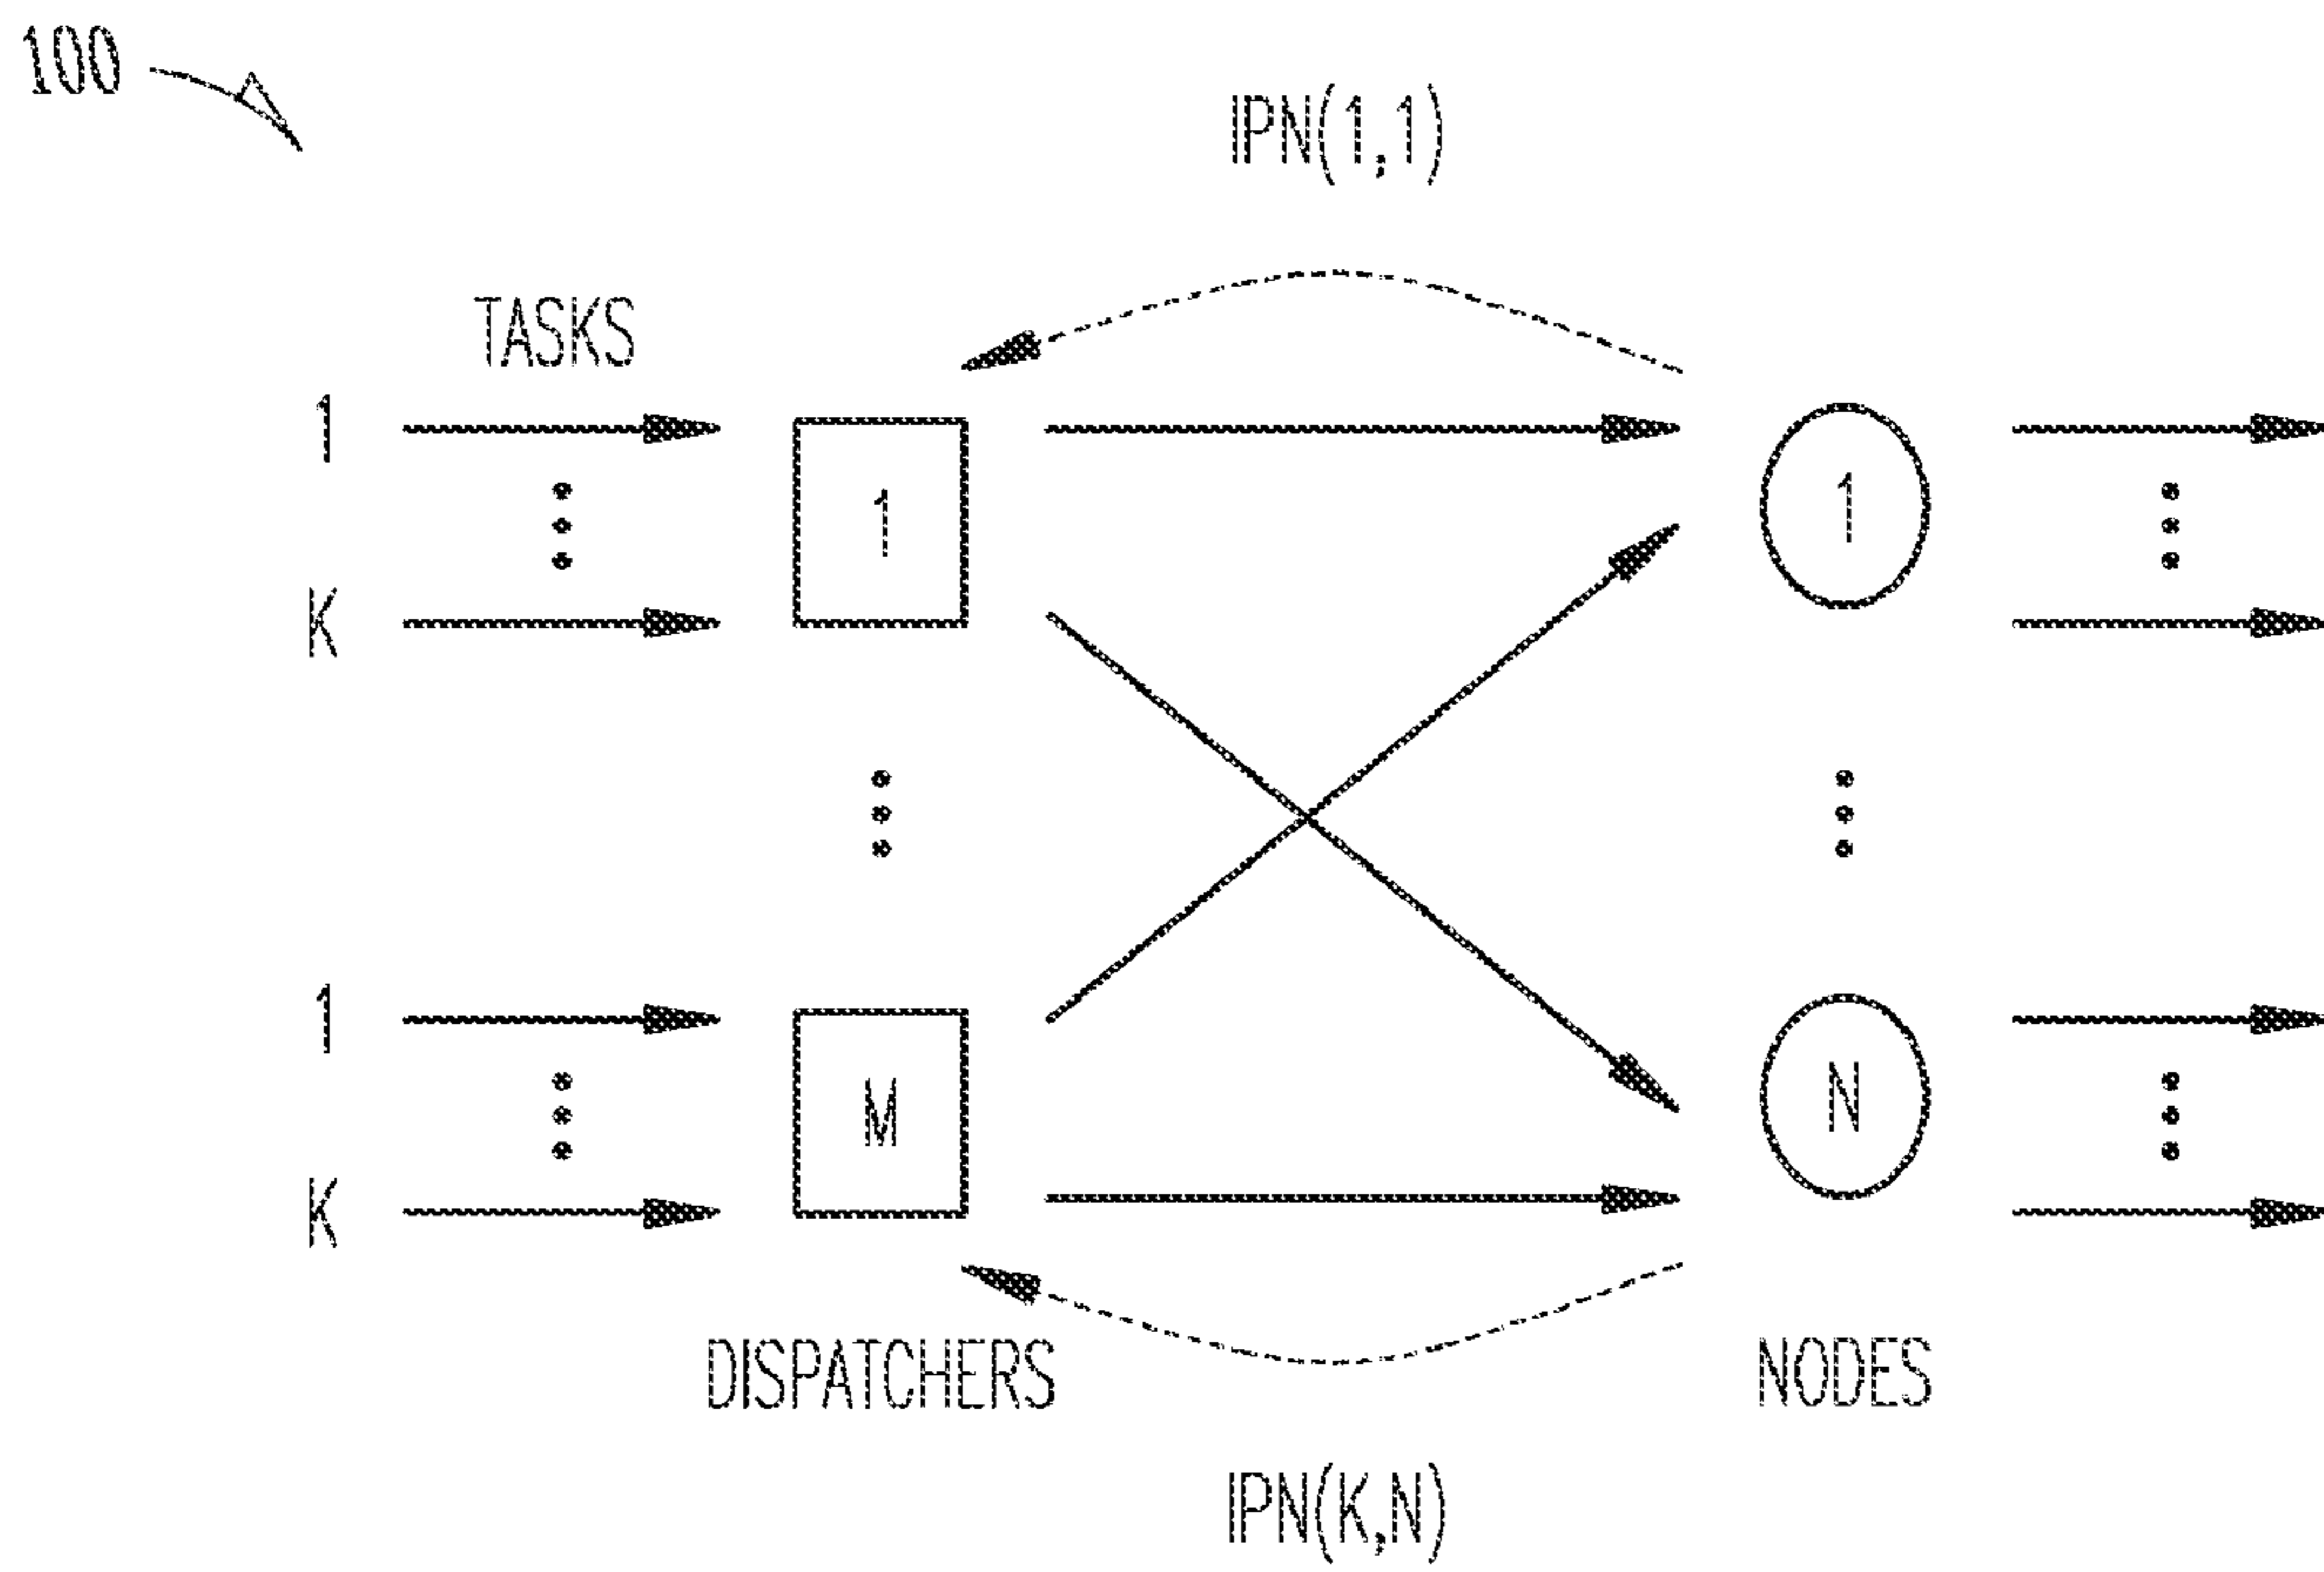 100
IPN(1,1)
TASKS
1
1
1
K
1
M
N
K
DISPATCHERS
NODES
IPN(K,N)